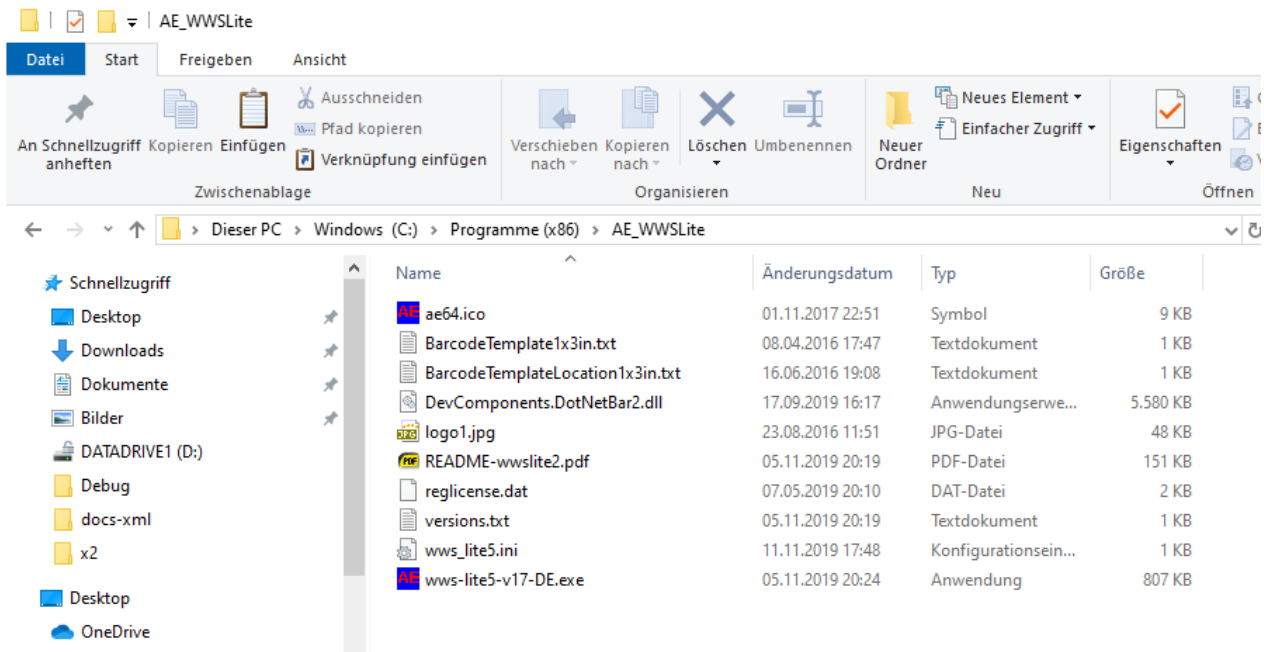 AE_WWSLite
Datei Start Freigeben Ansicht
An Schnellzugriff anheften
Kopieren
Einfügen
Ausschneiden
Pfad kopieren
Verknüpfung einfügen
Zwischenablage
Verschieben nach
Kopieren nach
Löschen
Umbenennen
Organisieren
Neuer Ordner
Neues Element
Einfacher Zugriff
Neu
Eigenschaften
Öffnen
Dieser PC > Windows (C:) > Programme (x86) > AE_WWSLite
Schnellzugriff
Desktop
Downloads
Dokumente
Bilder
DATADRIVE1 (D:)
Debug
docs-xml
x2
Desktop
OneDrive
Name Änderungsdatum Typ Größe
ae64.ico 01.11.2017 22:51 Symbol 9 KB
BarcodeTemplate1x3in.txt 08.04.2016 17:47 Textdokument 1 KB
BarcodeTemplateLocation1x3in.txt 16.06.2016 19:08 Textdokument 1 KB
DevComponents.DotNetBar2.dll 17.09.2019 16:17 Anwendungserwe... 5.580 KB
logo1.jpg 23.08.2016 11:51 JPG-Datei 48 KB
README-wwslite2.pdf 05.11.2019 20:19 PDF-Datei 151 KB
reglicense.dat 07.05.2019 20:10 DAT-Datei 2 KB
versions.txt 05.11.2019 20:19 Textdokument 1 KB
wws_lite5.ini 11.11.2019 17:48 Konfigurationsein... 1 KB
wws-lite5-v17-DE.exe 05.11.2019 20:24 Anwendung 807 KB